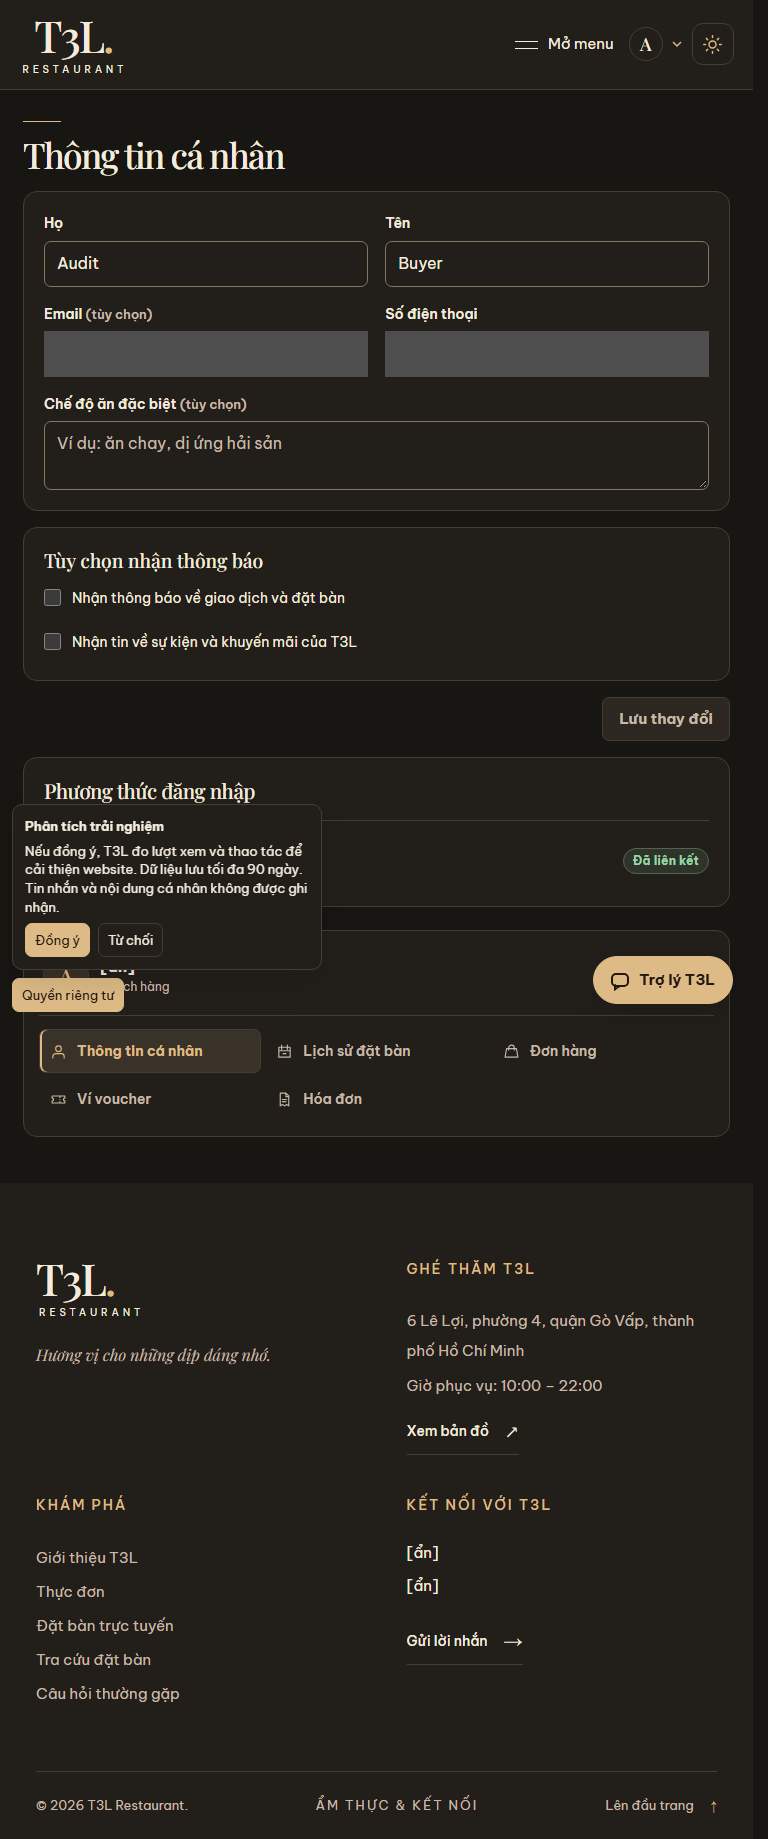 T3L.
RESTAURANT
Mở menu
A
Thông tin cá nhân
Họ
Tên
Audit
Buyer
Email (tùy chọn)
Số điện thoại
Chế độ ăn đặc biệt (tùy chọn)
Ví dụ: ăn chay, dị ứng hải sản
Tùy chọn nhận thông báo
Nhận thông báo về giao dịch và đặt bàn
Nhận tin về sự kiện và khuyến mãi của T3L
Lưu thay đổi
Phương thức đăng nhập
Đã liên kết
Phân tích trải nghiệm
Nếu đồng ý, T3L đo lượt xem và thao tác để
cải thiện website. Dữ liệu lưu tối đa 90 ngày.
Tin nhắn và nội dung cá nhân không được ghi
nhận.
Đồng ý
Từ chối
Quyền riêng tư
hàng
Trợ lý T3L
Thông tin cá nhân
Lịch sử đặt bàn
Đơn hàng
Ví voucher
Hóa đơn
T3L.
RESTAURANT
Hương vị cho những dịp đáng nhớ.
GHÉ THĂM T3L
6 Lê Lợi, phường 4, quận Gò Vấp, thành
phố Hồ Chí Minh
Giờ phục vụ: 10:00 – 22:00
Xem bản đồ ↗
KHÁM PHÁ
Giới thiệu T3L
Thực đơn
Đặt bàn trực tuyến
Tra cứu đặt bàn
Câu hỏi thường gặp
KẾT NỐI VỚI T3L
[ẩn]
[ẩn]
Gửi lời nhắn →
© 2026 T3L Restaurant.
ẨM THỰC & KẾT NỐI
Lên đầu trang ↑